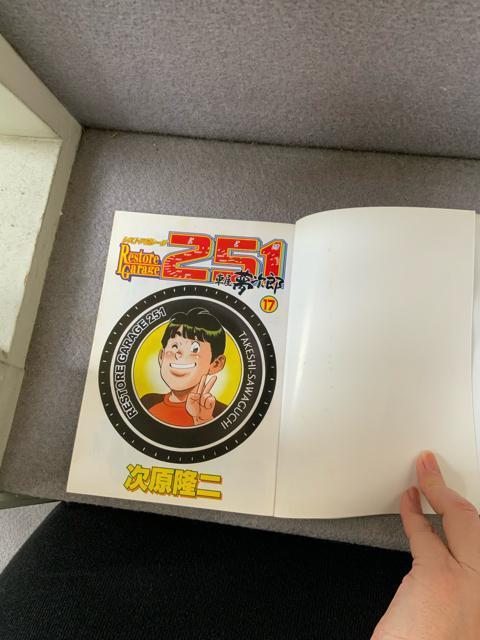 レストアガレージ
Restore
Garage
251
車屋夢次郎
17
RESTORE GARAGE 251
TAKESHI・SAWAGUCHI
次原隆二